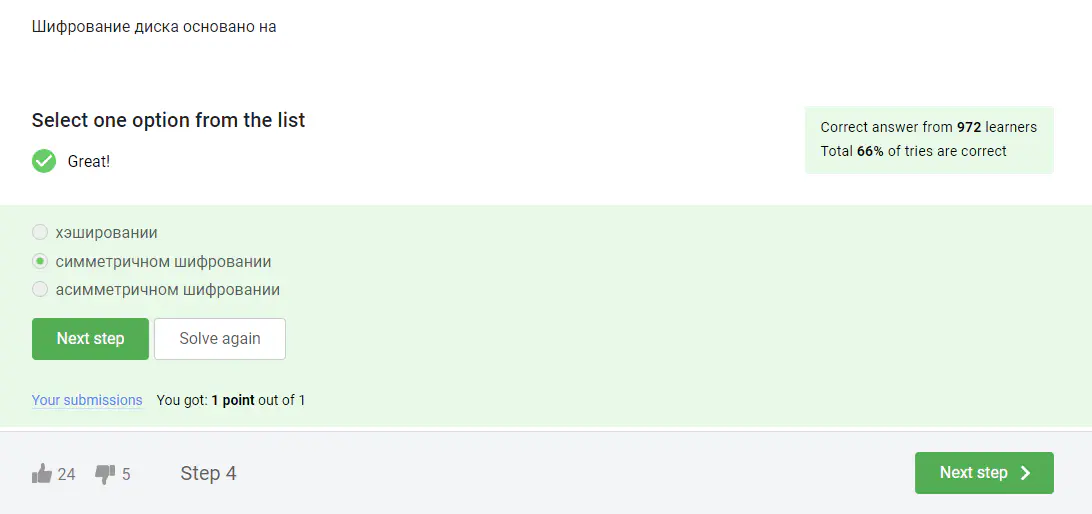 Шифрование диска основано на
Select one option from the list
Correct answer from 972 learners
Total 66% of tries are correct
Great!
хэшировании
симметричном шифровании
асимметричном шифровании
Next step
Solve again
Your submissions You got: 1 point out of 1
24 5 Step 4 Next step